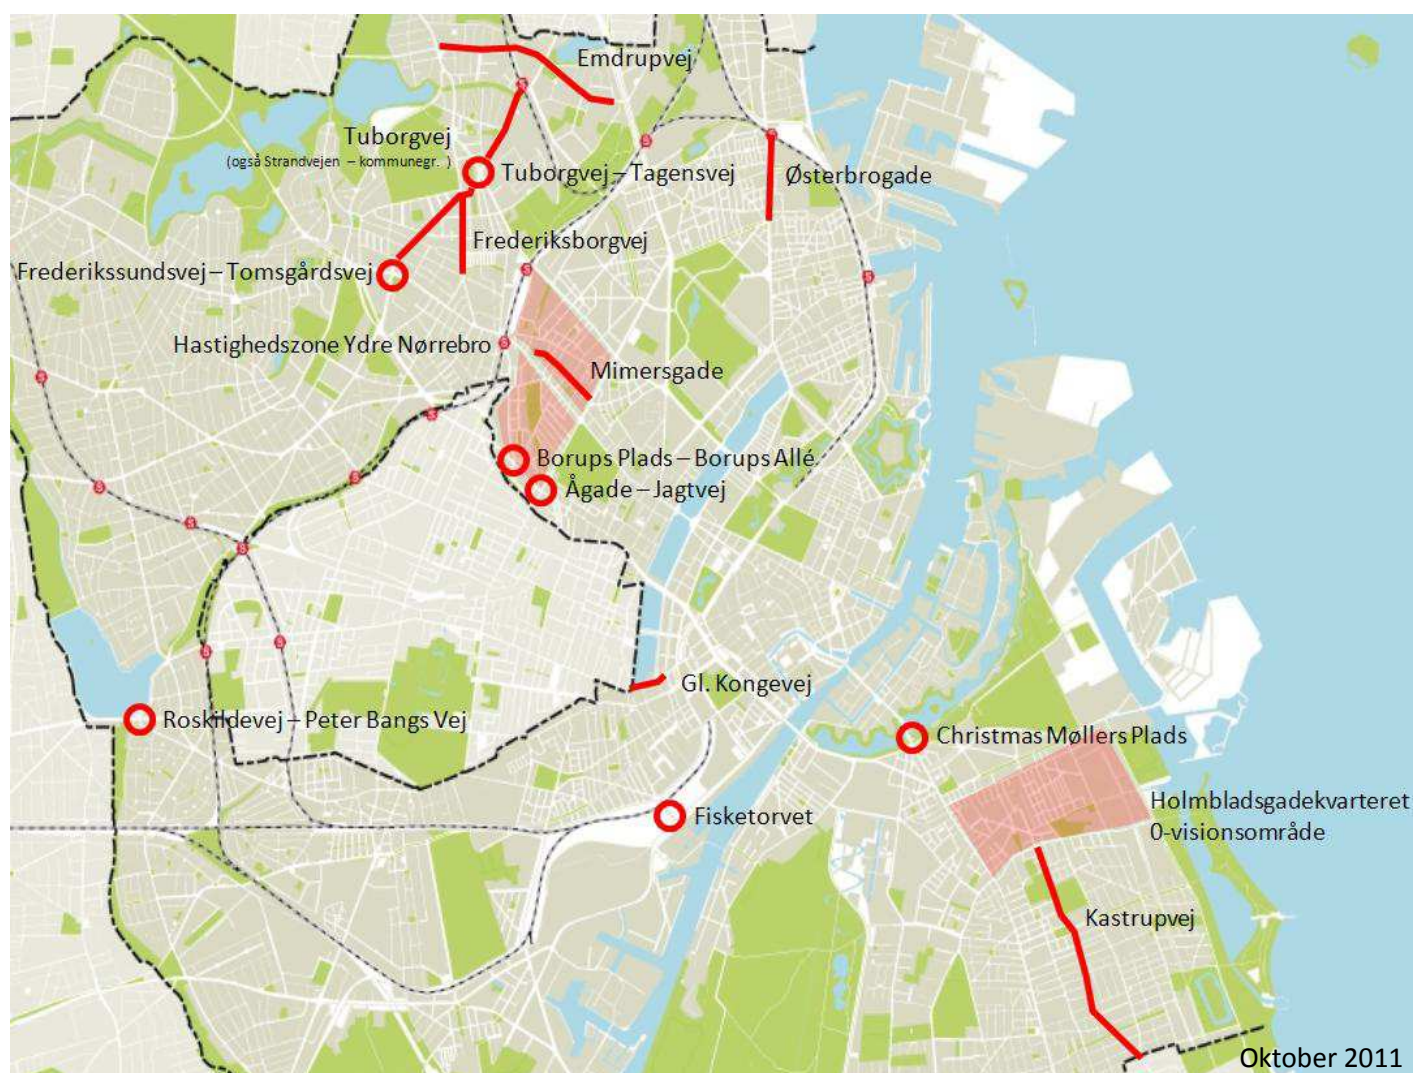 Emdrupvej
Tuborgvej
(også Strandvejen – kommunegr. )
Tuborgvej – Tagensvej
Østerbrogade
Frederiksborgvej
Frederikssundsvej – Tomsgårdsvej
Hastighedszone Ydre Nørrebro
Mimersgade
Borups Plads – Borups Allé
Ågade – Jagtvej
Gl. Kongevej
Roskildevej – Peter Bangs Vej
Christmas Møllers Plads
Holmbladsgadekvarteret
0-visionsområde
Fisketorvet
Kastrupvej
Oktober 2011